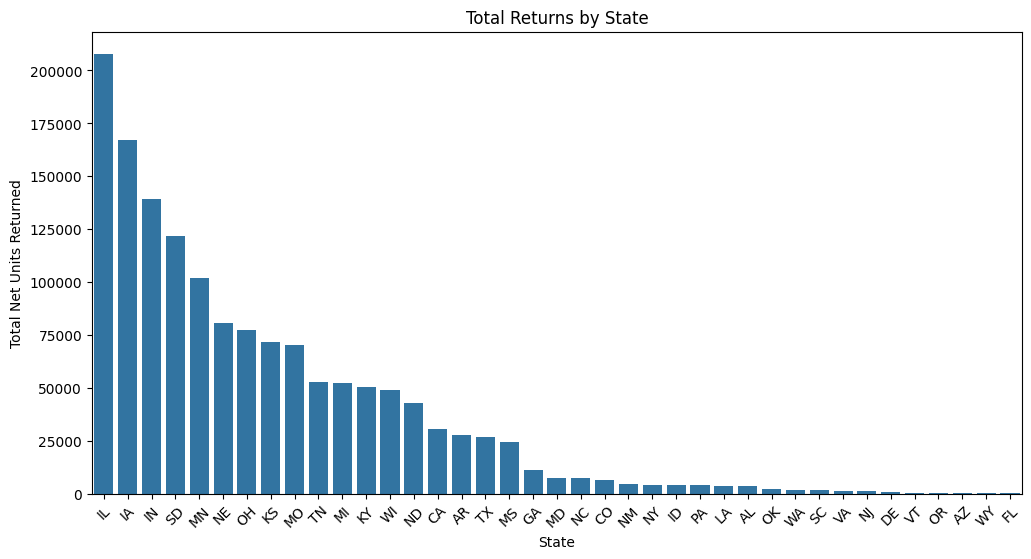 Total Returns by State
Total Net Units Returned
200000
175000
150000
125000
100000
75000
50000
25000
0
IL IA IN SD MN NE OH KS MO TN MI KY WI ND CA AR TX MS GA MD NC CO NM NY ID PA LA AL OK WA SC VA NJ DE VT OR AZ WY FL
State